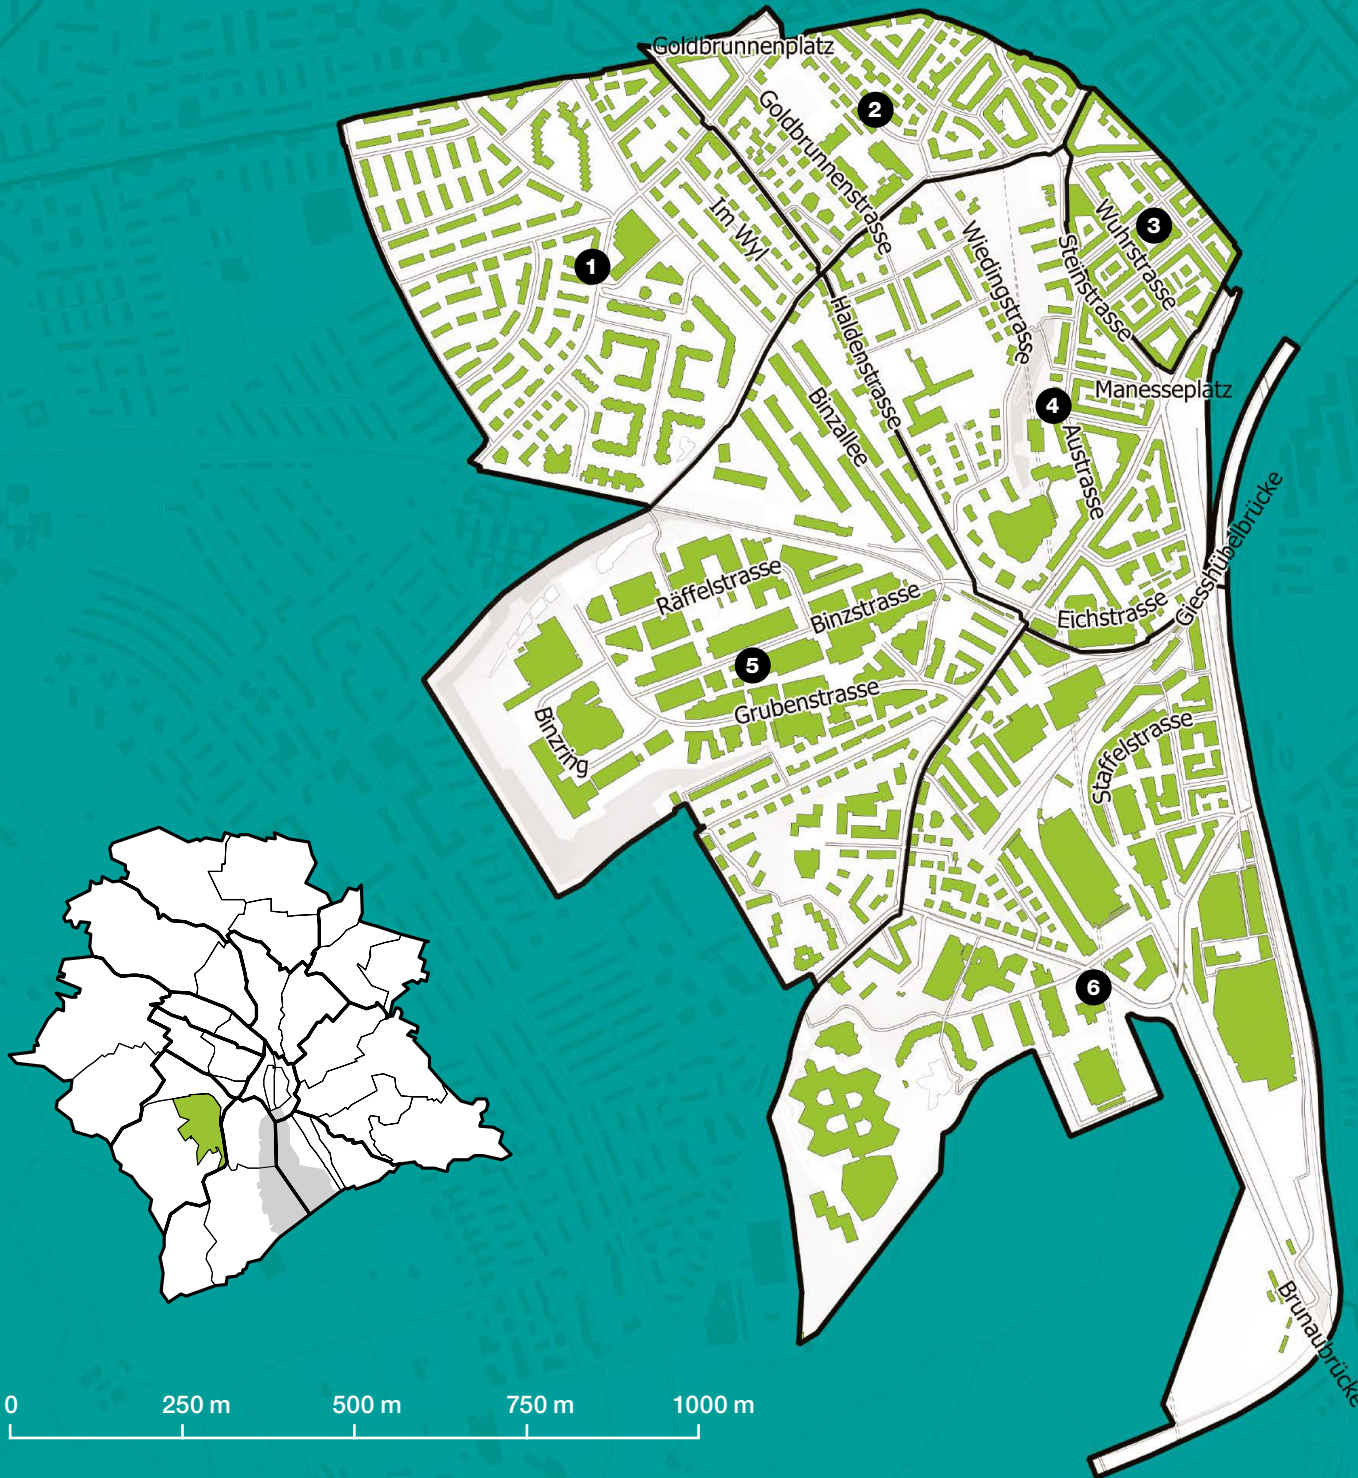 Goldbrunnenplatz
2
Goldbrunnenstrasse
3
Wuhrstrasse
Im Wyl
1
Wiedingstrasse
Steinstrasse
Haldenstrasse
Manesseplatz
4
Binzallee
Austrasse
Giesshübelbrücke
Räffelstrasse
Binzstrasse
Eichstrasse
5
Grubenstrasse
Binzring
Staffelstrasse
6
Brunaubrücke
0 250 m 500 m 750 m 1000 m